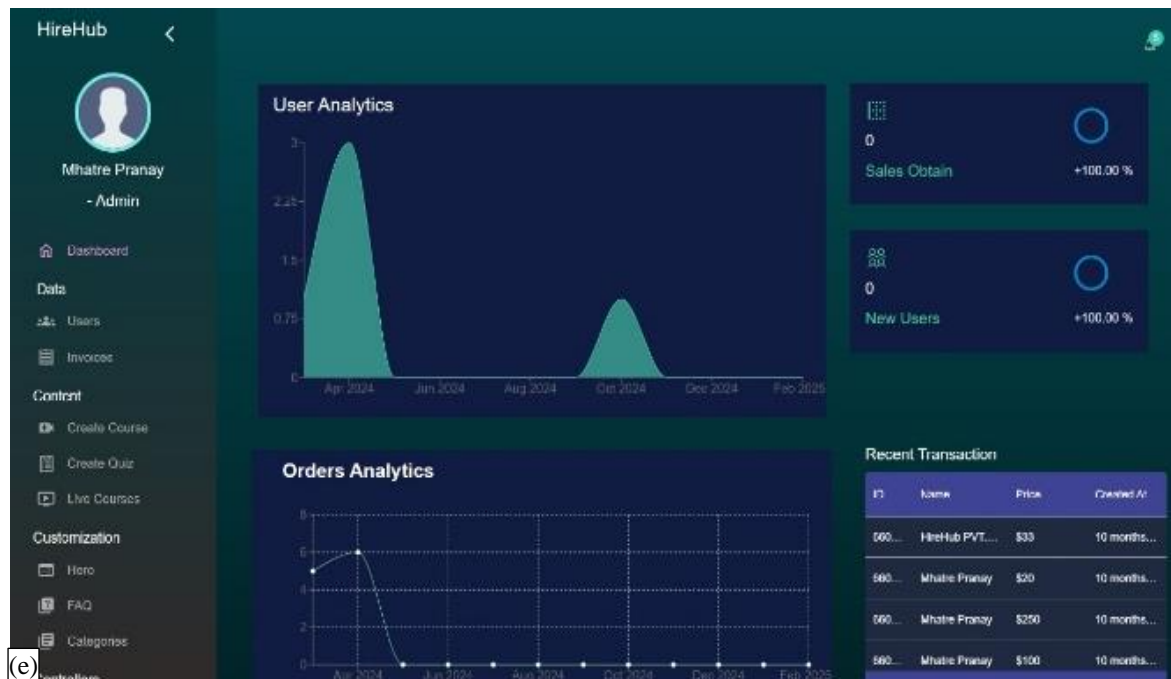 HireHub
Mhatre Pranay
- Admin
Dashboard
Data
Users
Invoices
Content
Create Course
Create Quiz
Live Courses
Customization
Hero
FAQ
Categories
(e)
User Analytics
3
2.25
1.5
0.75
0
Apr 2024 Jun 2024 Aug 2024 Oct 2024 Dec 2024 Feb 2025
Orders Analytics
8
6
4
2
0
Apr 2024 Jun 2024 Aug 2024 Oct 2024 Dec 2024 Feb 2025
0
Sales Obtain +100.00 %
0
New Users +100.00 %
Recent Transaction
ID Name Price Created At
660... HireHub PVT.... $33 10 months...
660... Mhatre Pranay $20 10 months...
660... Mhatre Pranay $250 10 months...
660... Mhatre Pranay $100 10 months...